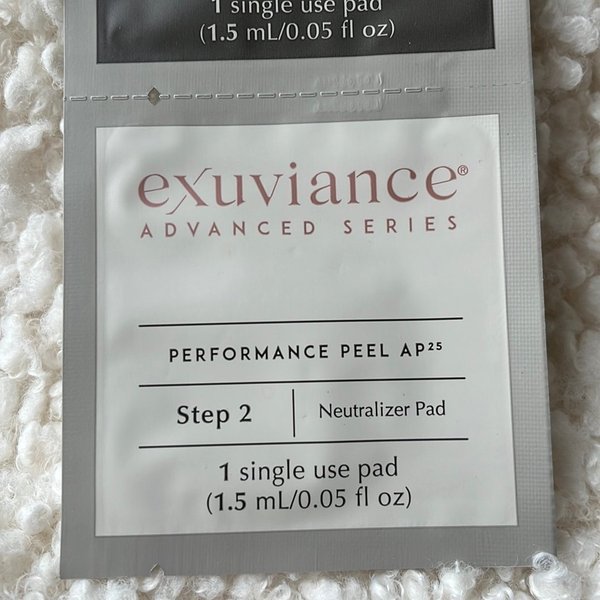 1 single use pad
(1.5 mL/0.05 fl oz)
exuviance®
ADVANCED SERIES
PERFORMANCE PEEL AP²⁵
Step 2 | Neutralizer Pad
1 single use pad
(1.5 mL/0.05 fl oz)